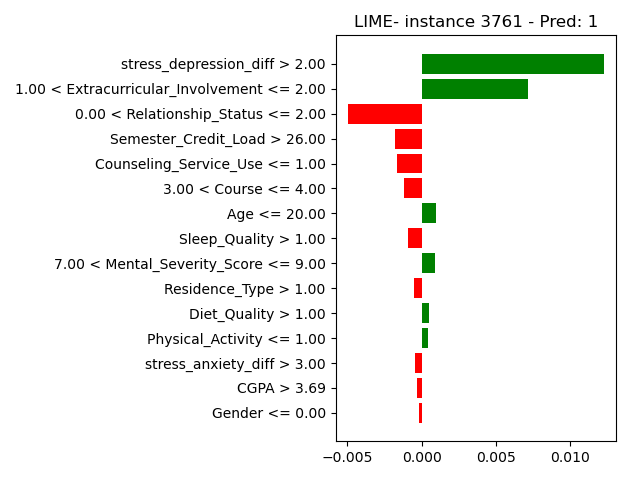 LIME- instance 3761 - Pred: 1
stress_depression_diff > 2.00
1.00 < Extracurricular_Involvement <= 2.00
0.00 < Relationship_Status <= 2.00
Semester_Credit_Load > 26.00
Counseling_Service_Use <= 1.00
3.00 < Course <= 4.00
Age <= 20.00
Sleep_Quality > 1.00
7.00 < Mental_Severity_Score <= 9.00
Residence_Type > 1.00
Diet_Quality > 1.00
Physical_Activity <= 1.00
stress_anxiety_diff > 3.00
CGPA > 3.69
Gender <= 0.00
−0.005 0.000 0.005 0.010